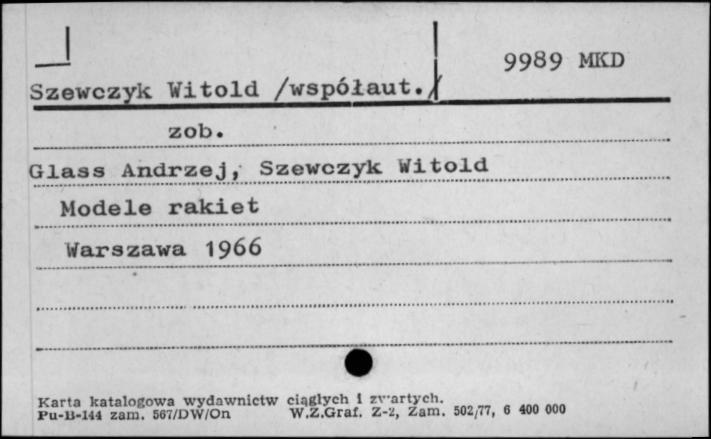 9989 MKD
Szewczyk Witold /współaut./
zob.
Glass Andrzej, Szewczyk Witold
Modele rakiet
Warszawa 1966
Karta katalogowa wydawnictw ciągłych i zwartych.
Pu-B-144 zam. 567/DW/On W.Z.Graf. Z-2, Zam. 502/77, 6 400 000